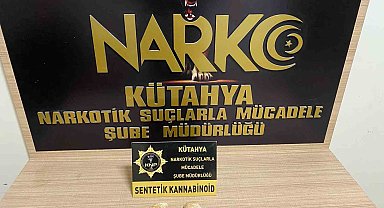 NARKO
KÜTAHYA
NARKOTİK SUÇLARLA MÜCADELE
ŞUBE MÜDÜRLÜĞÜ
KÜTAHYA
NARKOTİK SUÇLARLA
MÜCADELE
ŞUBE MÜDÜRLÜĞÜ
SENTETİK KANNABİNOİD